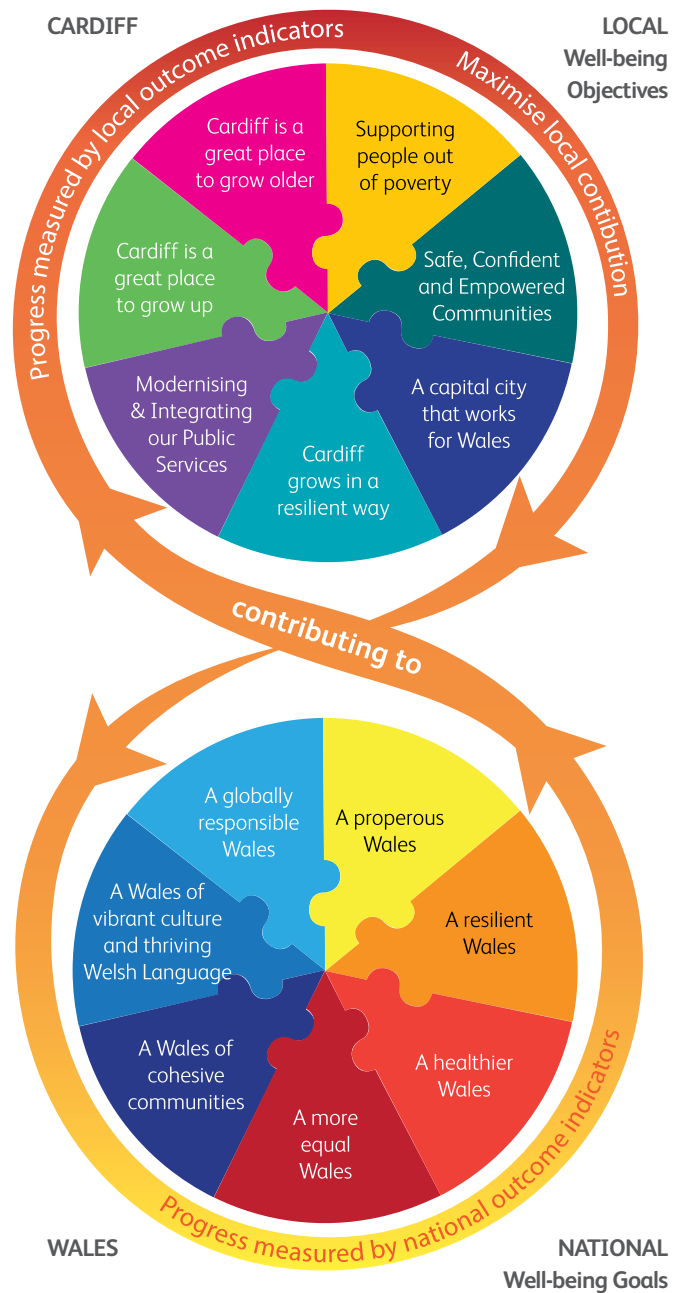 CARDIFF
LOCAL
Well-being
Objectives
Progress measured by local outcome indicators
Maximise local contibution
Cardiff is a
great place
to grow older
Supporting
people out
of poverty
Safe, Confident
and Empowered
Communities
A capital city
that works
for Wales
Cardiff
grows in a
resilient way
Modernising
& Integrating
our Public
Services
Cardiff is a
great place
to grow up
contributing to
A globally
responsible
Wales
A properous
Wales
A resilient
Wales
A healthier
Wales
A more
equal
Wales
A Wales of
cohesive
communities
A Wales of
vibrant culture
and thriving
Welsh Language
Progress measured by national outcome indicators
WALES
NATIONAL
Well-being Goals